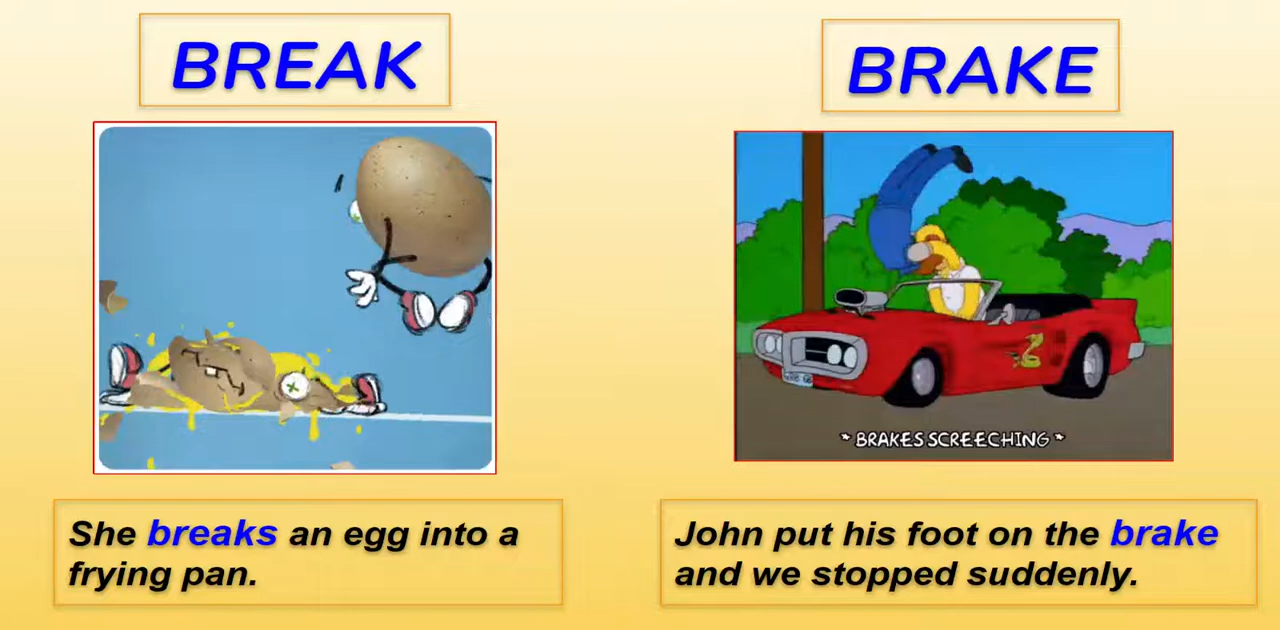 BREAK
BRAKE
* BRAKES SCREECHING *
She breaks an egg into a
frying pan.
John put his foot on the brake
and we stopped suddenly.